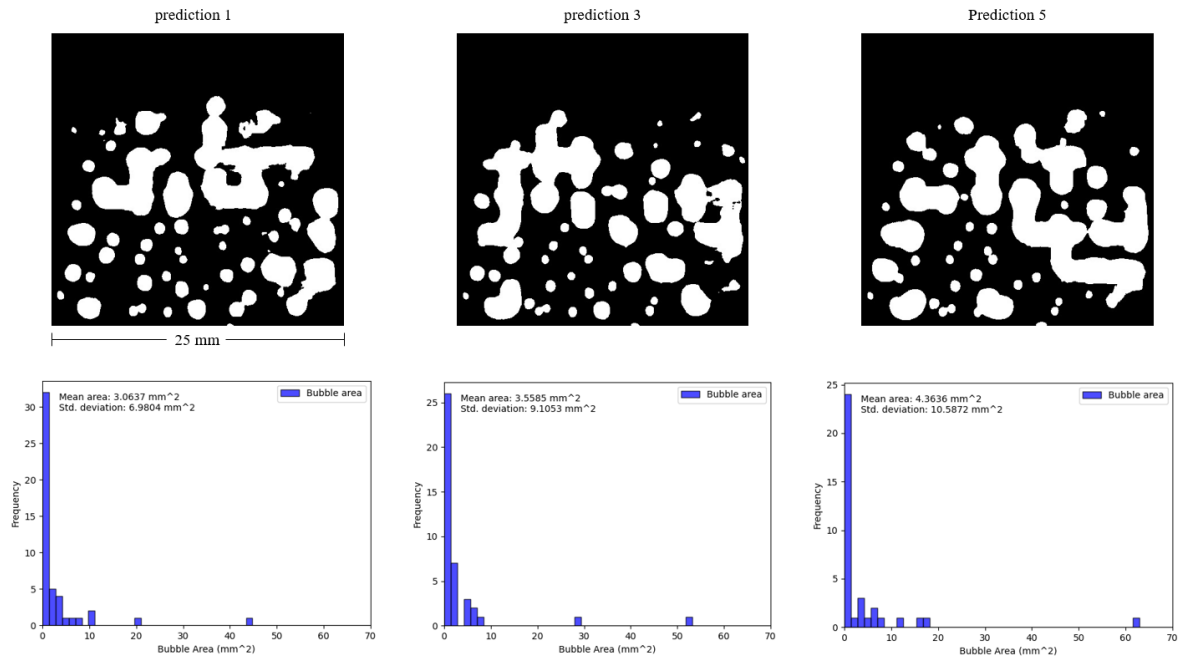 prediction 1
prediction 3
Prediction 5
25 mm
Mean area: 3.0637 mm^2
Std. deviation: 6.9804 mm^2
Bubble area
Frequency
30
25
20
15
10
5
0
0 10 20 30 40 50 60 70
Bubble Area (mm^2)
Mean area: 3.5585 mm^2
Std. deviation: 9.1053 mm^2
Bubble area
Frequency
25
20
15
10
5
0
0 10 20 30 40 50 60 70
Bubble Area (mm^2)
Mean area: 4.3636 mm^2
Std. deviation: 10.5872 mm^2
Bubble area
Frequency
25
20
15
10
5
0
0 10 20 30 40 50 60 70
Bubble Area (mm^2)